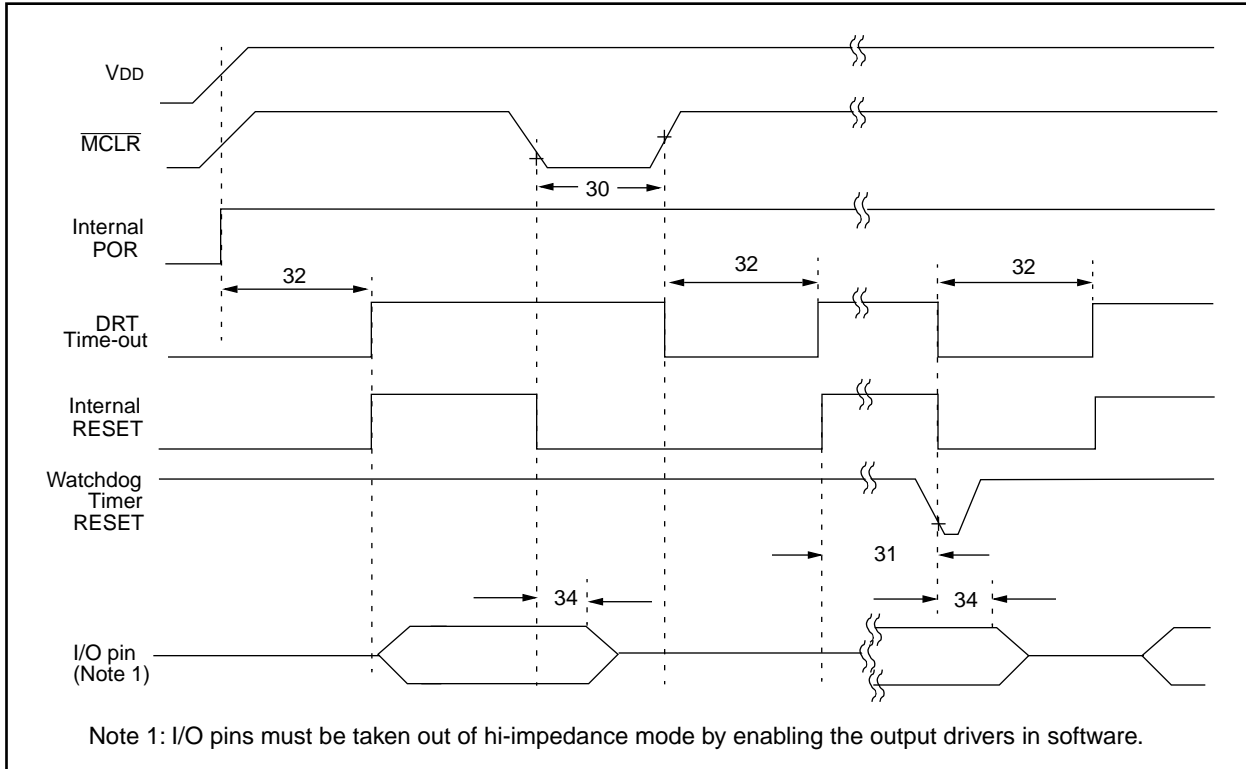 VDD
MCLR
30
Internal
POR
32
32
32
DRT
Time-out
Internal
RESET
Watchdog
Timer
RESET
31
34
34
I/O pin
(Note 1)
Note 1: I/O pins must be taken out of hi-impedance mode by enabling the output drivers in software.